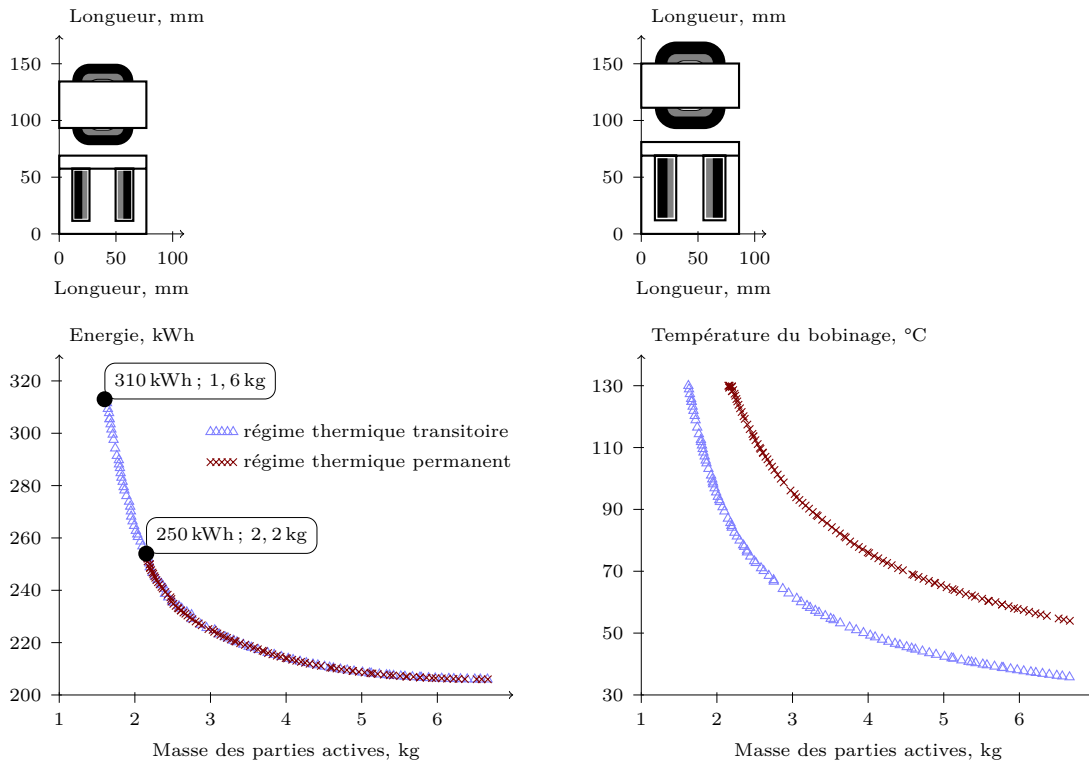 Longueur, mm
150
100
50
0
0 50 100
Longueur, mm
Longueur, mm
150
100
50
0
0 50 100
Longueur, mm
Energie, kWh
320
300
280
260
240
220
200
310 kWh ; 1, 6 kg
régime thermique transitoire
régime thermique permanent
250 kWh ; 2, 2 kg
1 2 3 4 5 6
Masse des parties actives, kg
Température du bobinage, °C
130
110
90
70
50
30
1 2 3 4 5 6
Masse des parties actives, kg